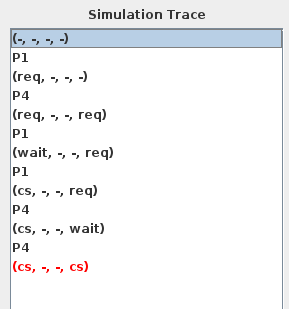 Simulation Trace
(-, -, -, -)
P1
(req, -, -, -)
P4
(req, -, -, req)
P1
(wait, -, -, req)
P1
(cs, -, -, req)
P4
(cs, -, -, wait)
P4
(cs, -, -, cs)